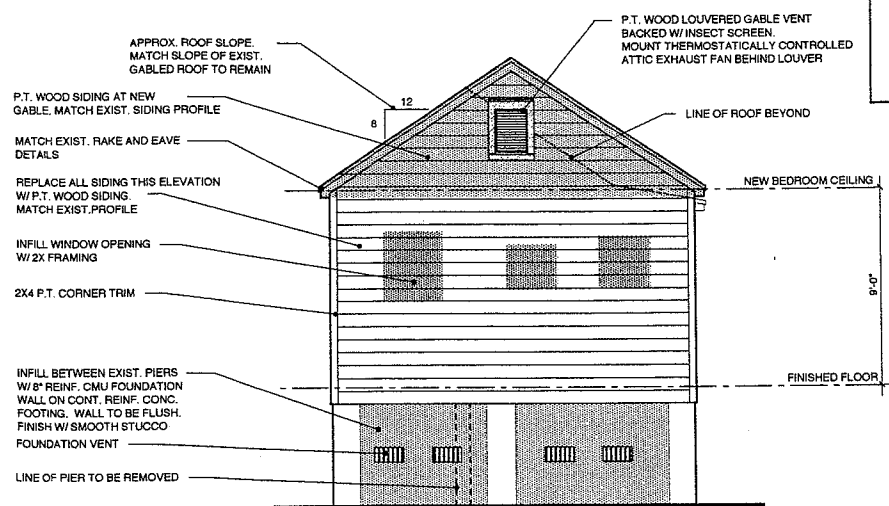 APPROX. ROOF SLOPE.
MATCH SLOPE OF EXIST.
GABLED ROOF TO REMAIN
12
8
P.T. WOOD SIDING AT NEW
GABLE. MATCH EXIST. SIDING PROFILE
MATCH EXIST. RAKE AND EAVE
DETAILS
REPLACE ALL SIDING THIS ELEVATION
W/ P.T. WOOD SIDING.
MATCH EXIST.PROFILE
INFILL WINDOW OPENING
W/ 2X FRAMING
2X4 P.T. CORNER TRIM
INFILL BETWEEN EXIST. PIERS
W/ 8" REINF. CMU FOUNDATION
WALL ON CONT. REINF. CONC.
FOOTING. WALL TO BE FLUSH.
FINISH W/ SMOOTH STUCCO
FOUNDATION VENT
LINE OF PIER TO BE REMOVED
P.T. WOOD LOUVERED GABLE VENT
BACKED W/ INSECT SCREEN.
MOUNT THERMOSTATICALLY CONTROLLED
ATTIC EXHAUST FAN BEHIND LOUVER
LINE OF ROOF BEYOND
NEW BEDROOM CEILING
9'-0"
FINISHED FLOOR